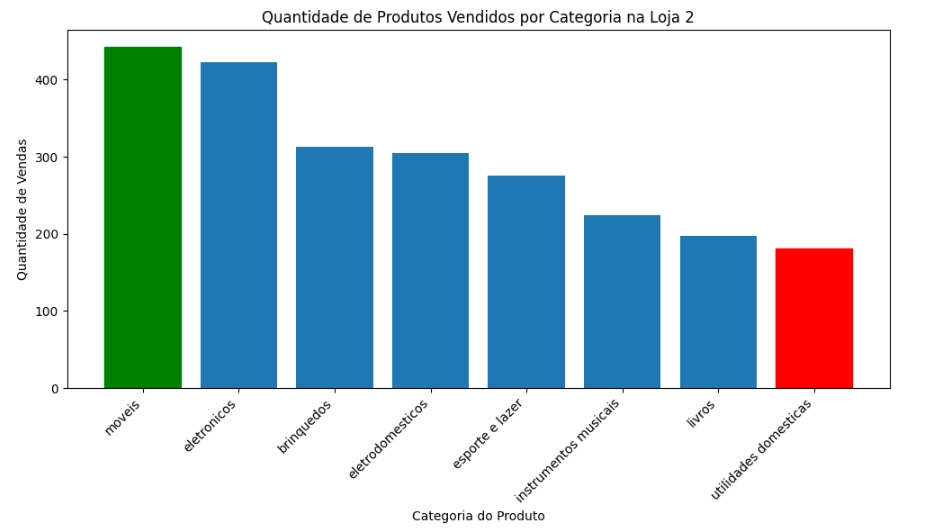 Quantidade de Produtos Vendidos por Categoria na Loja 2
Quantidade de Vendas
400
300
200
100
0
moveis
eletronicos
brinquedos
eletrodomesticos
esporte e lazer
instrumentos musicais
livros
utilidades domesticas
Categoria do Produto